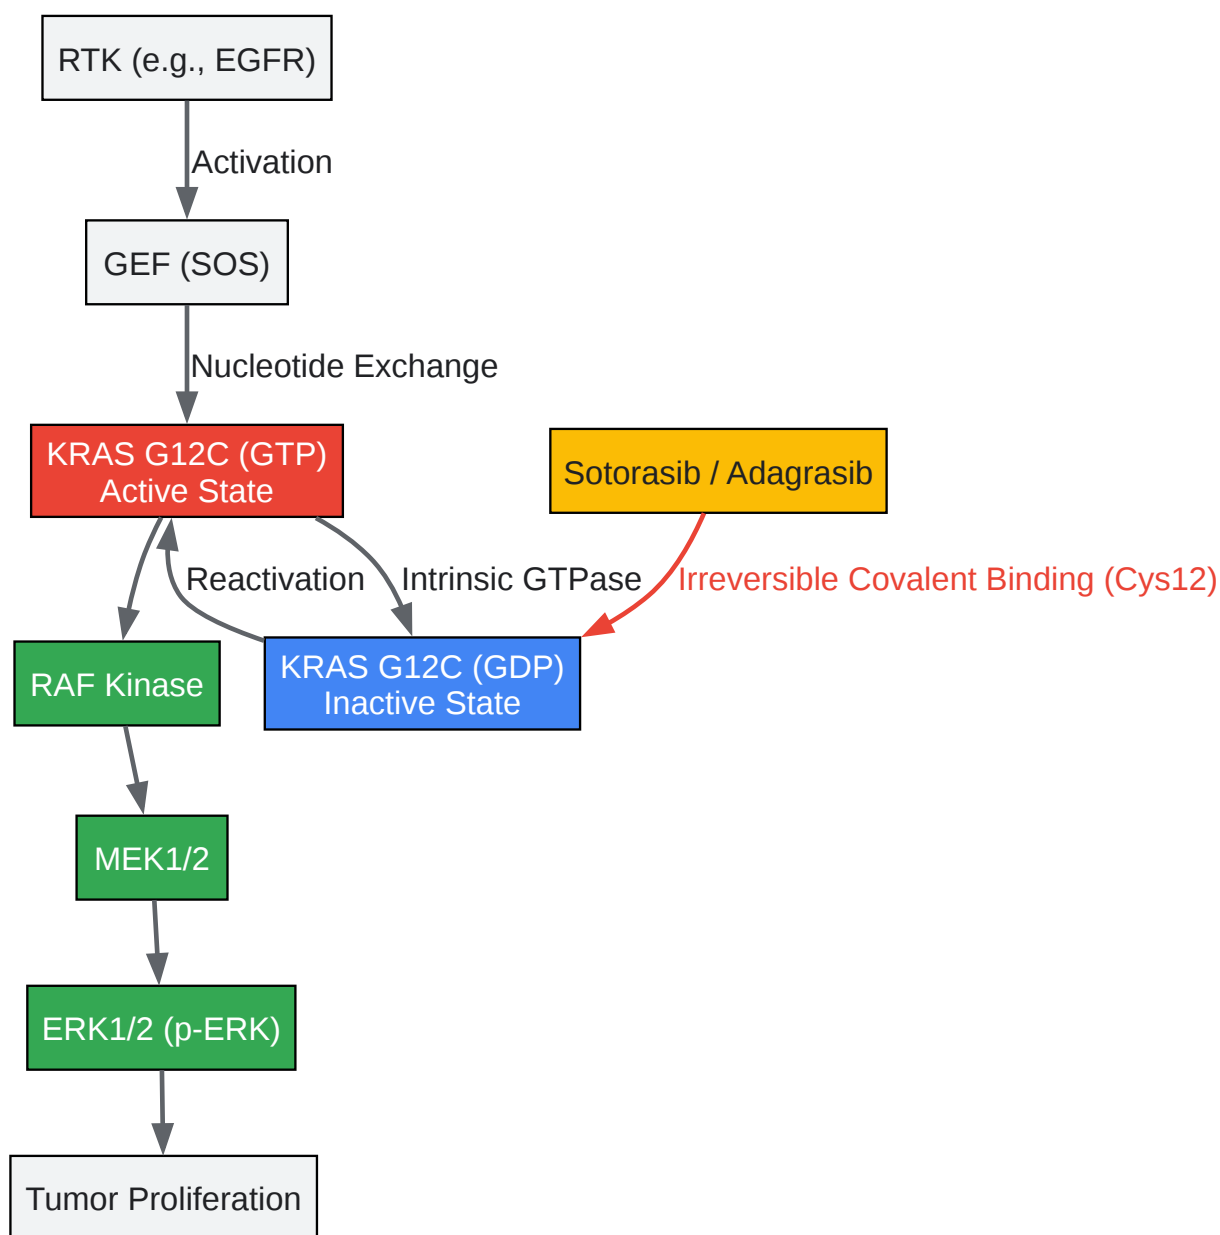 RTK (e.g., EGFR)
Activation
GEF (SOS)
Nucleotide Exchange
KRAS G12C (GTP)
Active State
Sotorasib / Adagrasib
Reactivation
Intrinsic GTPase
Irreversible Covalent Binding (Cys12)
RAF Kinase
KRAS G12C (GDP)
Inactive State
MEK1/2
ERK1/2 (p-ERK)
Tumor Proliferation